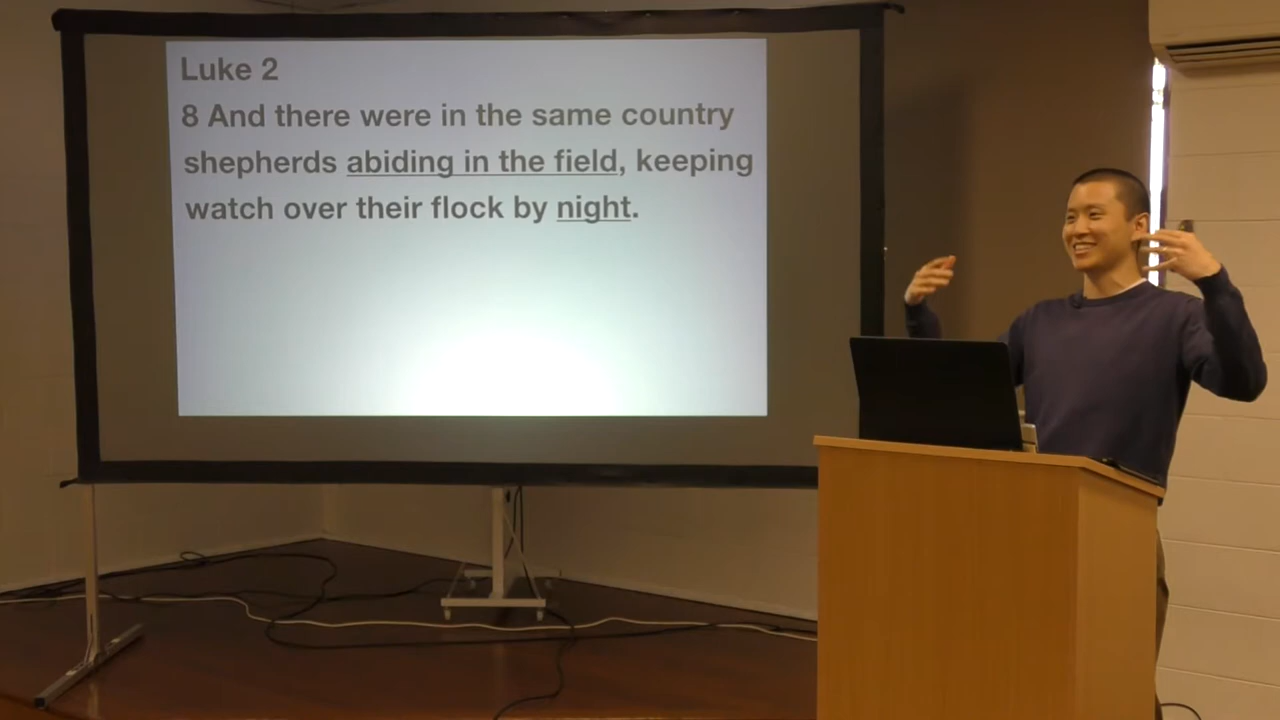 Luke 2
8 And there were in the same country
shepherds abiding in the field, keeping
watch over their flock by night.